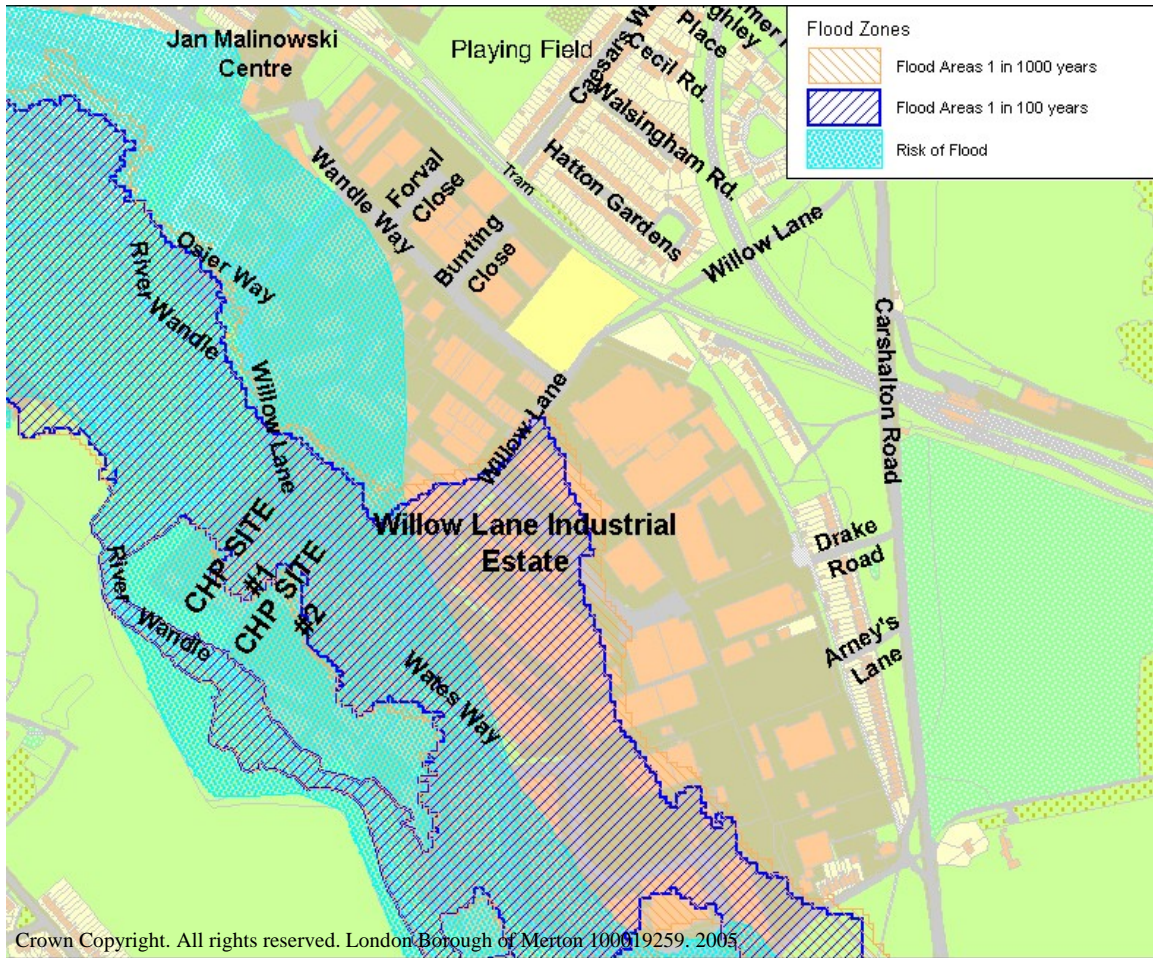 Jan Malinowski
Centre
Playing Field
Caesars
Place
Cecil Rd.
Walsingham Rd.
Hatton Gardens
Tram
Flood Zones
Flood Areas 1 in 1000 years
Flood Areas 1 in 100 years
Risk of Flood
Wandle Way
Forval
Close
Bunting
Close
Willow Lane
Carshalton Road
Osier Way
River
Wandle
Willow Lane
Willow Lane
Willow Lane Industrial
Estate
CHP SITE
#1
CHP SITE
#2
River
Wandle
Wates Way
Drake
Road
Arney's
Lane
Crown Copyright. All rights reserved. London Borough of Merton 100019259. 2005